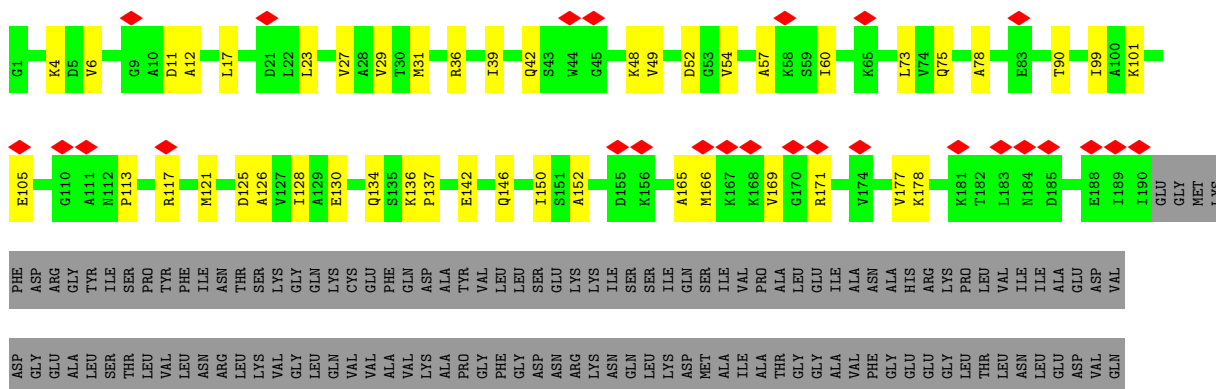 G1 K4 D5 V6 G9 A10 D11 A12 L17 D21 L22 L23 V27 A28 V29 T30 M31 R36 I39 Q42 S43 W44 G45 K48 V49 D52 G53 V54 A57 K58 S59 I60 K65 L73 V74 Q75 A78 E83 T90 I99 A100 K101
E105 G110 A111 N112 P113 R117 M121 D125 A126 V127 I128 A129 E130 Q134 S135 K136 P137 E142 Q146 I150 S151 A152 D155 K156 A165 M166 K167 K168 V169 G170 R171 V174 V177 K178 K181 T182 L183 N184 D185 E188 I189 I190 GLU GLY MET LYS
PHE ASP ARG GLY TYR ILE SER PRO TYR PHE ILE ASN THR SER LYS GLY GLN LYS CYS GLU PHE GLN ASP ALA TYR VAL LEU LEU SER GLU LYS LYS ILE SER SER ILE GLN SER ILE VAL PRO ALA LEU GLU ILE ALA ASN ALA HIS ARG LYS PRO LEU VAL ILE ILE ALA GLU ASP VAL
ASP GLY GLU ALA LEU SER THR LEU VAL LEU ASN ARG LEU LYS VAL GLY LEU GLN VAL VAL ALA VAL LYS ALA PRO GLY PHE GLY ASP ASN ARG ASN GLN LEU LYS ASP MET ALA ILE ALA THR GLY GLY ALA VAL PHE GLY GLU GLU GLY LEU THR LEU ASN LEU GLU ASP VAL GLN